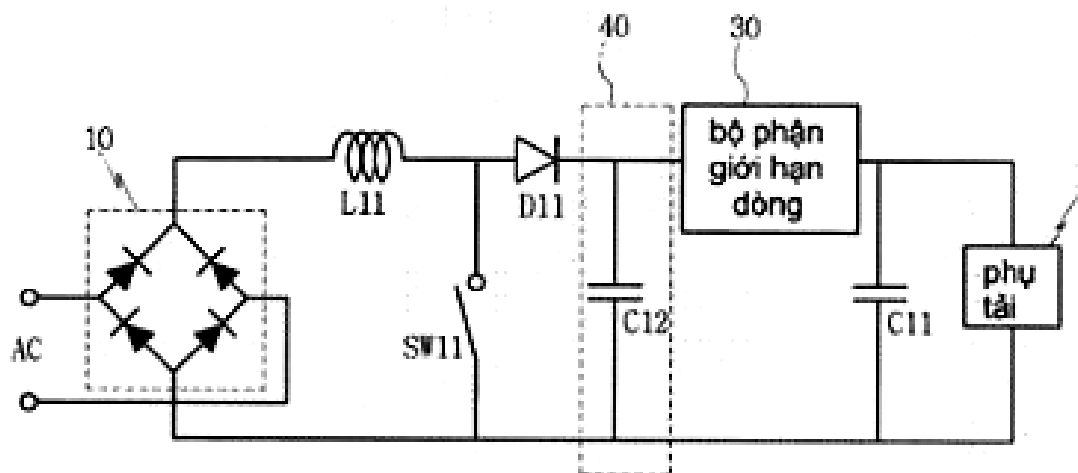 40
30
10
bộ phận
giới hạn
dòng
L11
D11
phụ
tải
C12
C11
SW11
AC